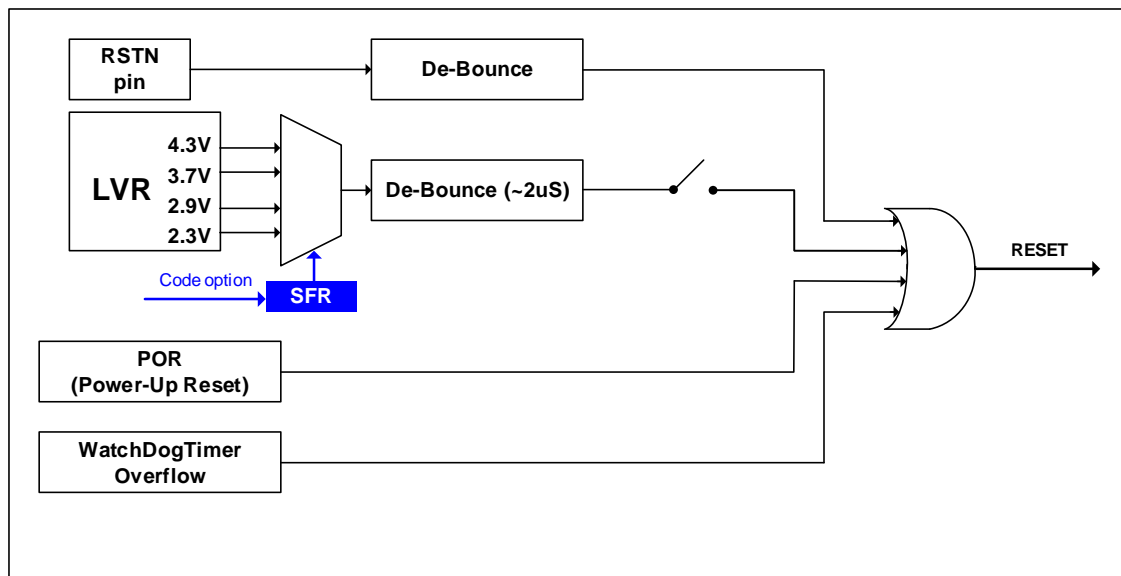 RSTN
pin
De-Bounce
LVR
4.3V
3.7V
2.9V
2.3V
De-Bounce (~2uS)
Code option
SFR
RESET
POR
(Power-Up Reset)
WatchDogTimer
Overflow